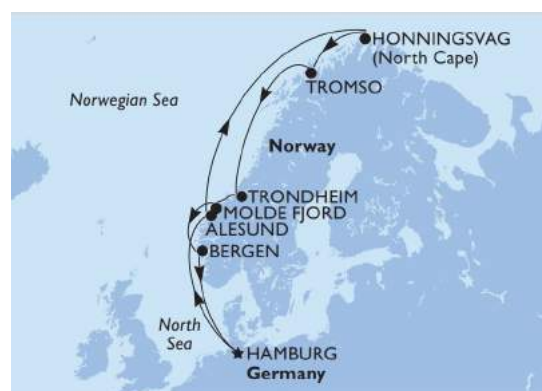 HONNINGSVAG
(North Cape)
TROMSO
Norwegian Sea
Norway
TRONDHEIM
MOLDE FJORD
ALESUND
BERGEN
North
Sea
HAMBURG
Germany